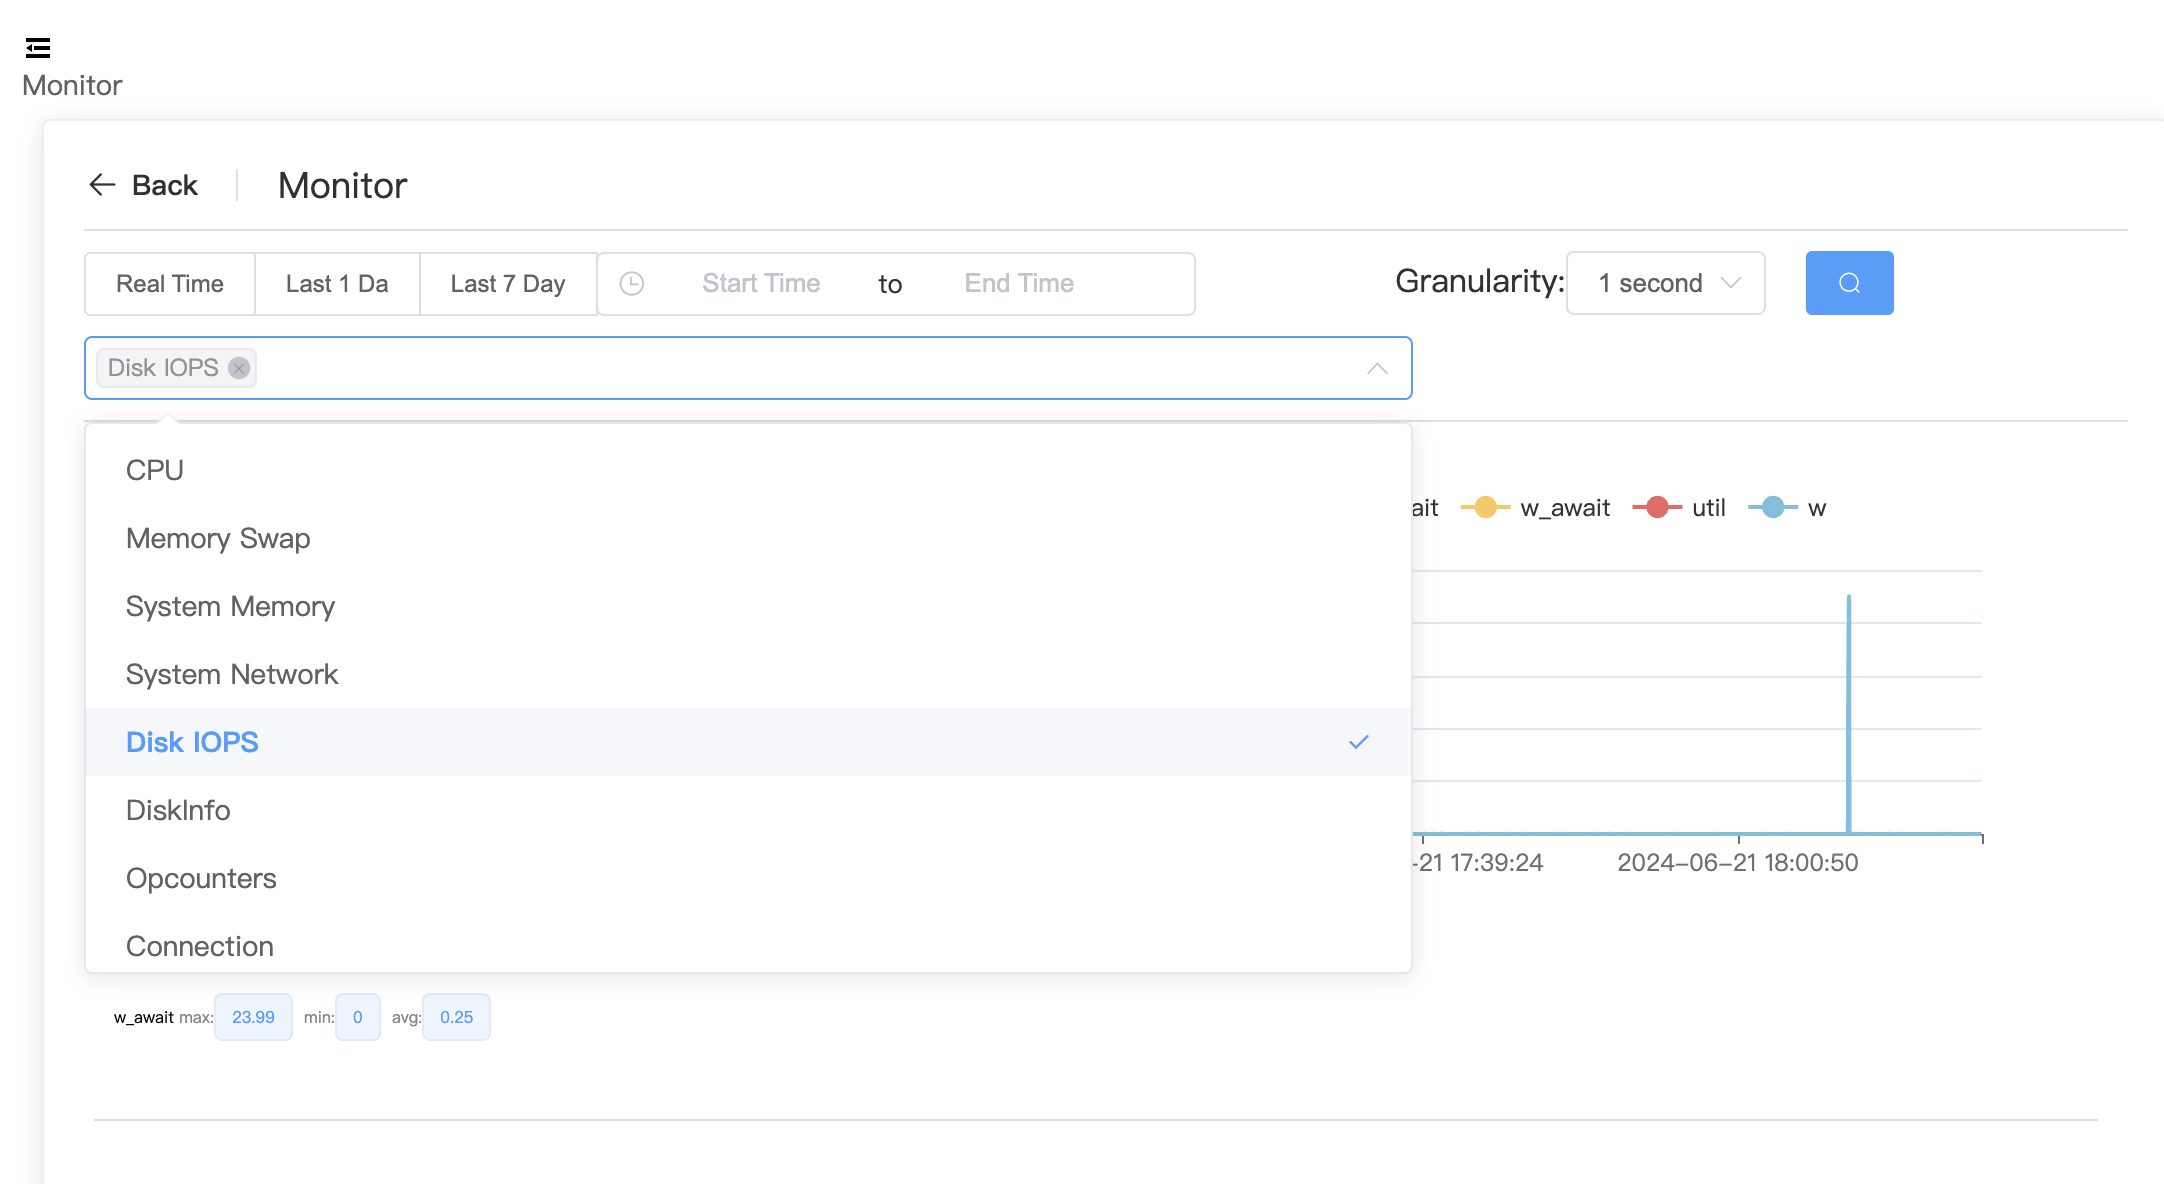 Monitor
Back
Monitor
Real Time
Last 1 Da
Last 7 Day
Start Time
to
End Time
Granularity:
1 second
Disk IOPS
CPU
Memory Swap
System Memory
System Network
Disk IOPS
DiskInfo
Opcounters
Connection
ait
w_await
util
w
-21 17:39:24
2024-06-21 18:00:50
w_await max: 23.99 min: 0 avg: 0.25